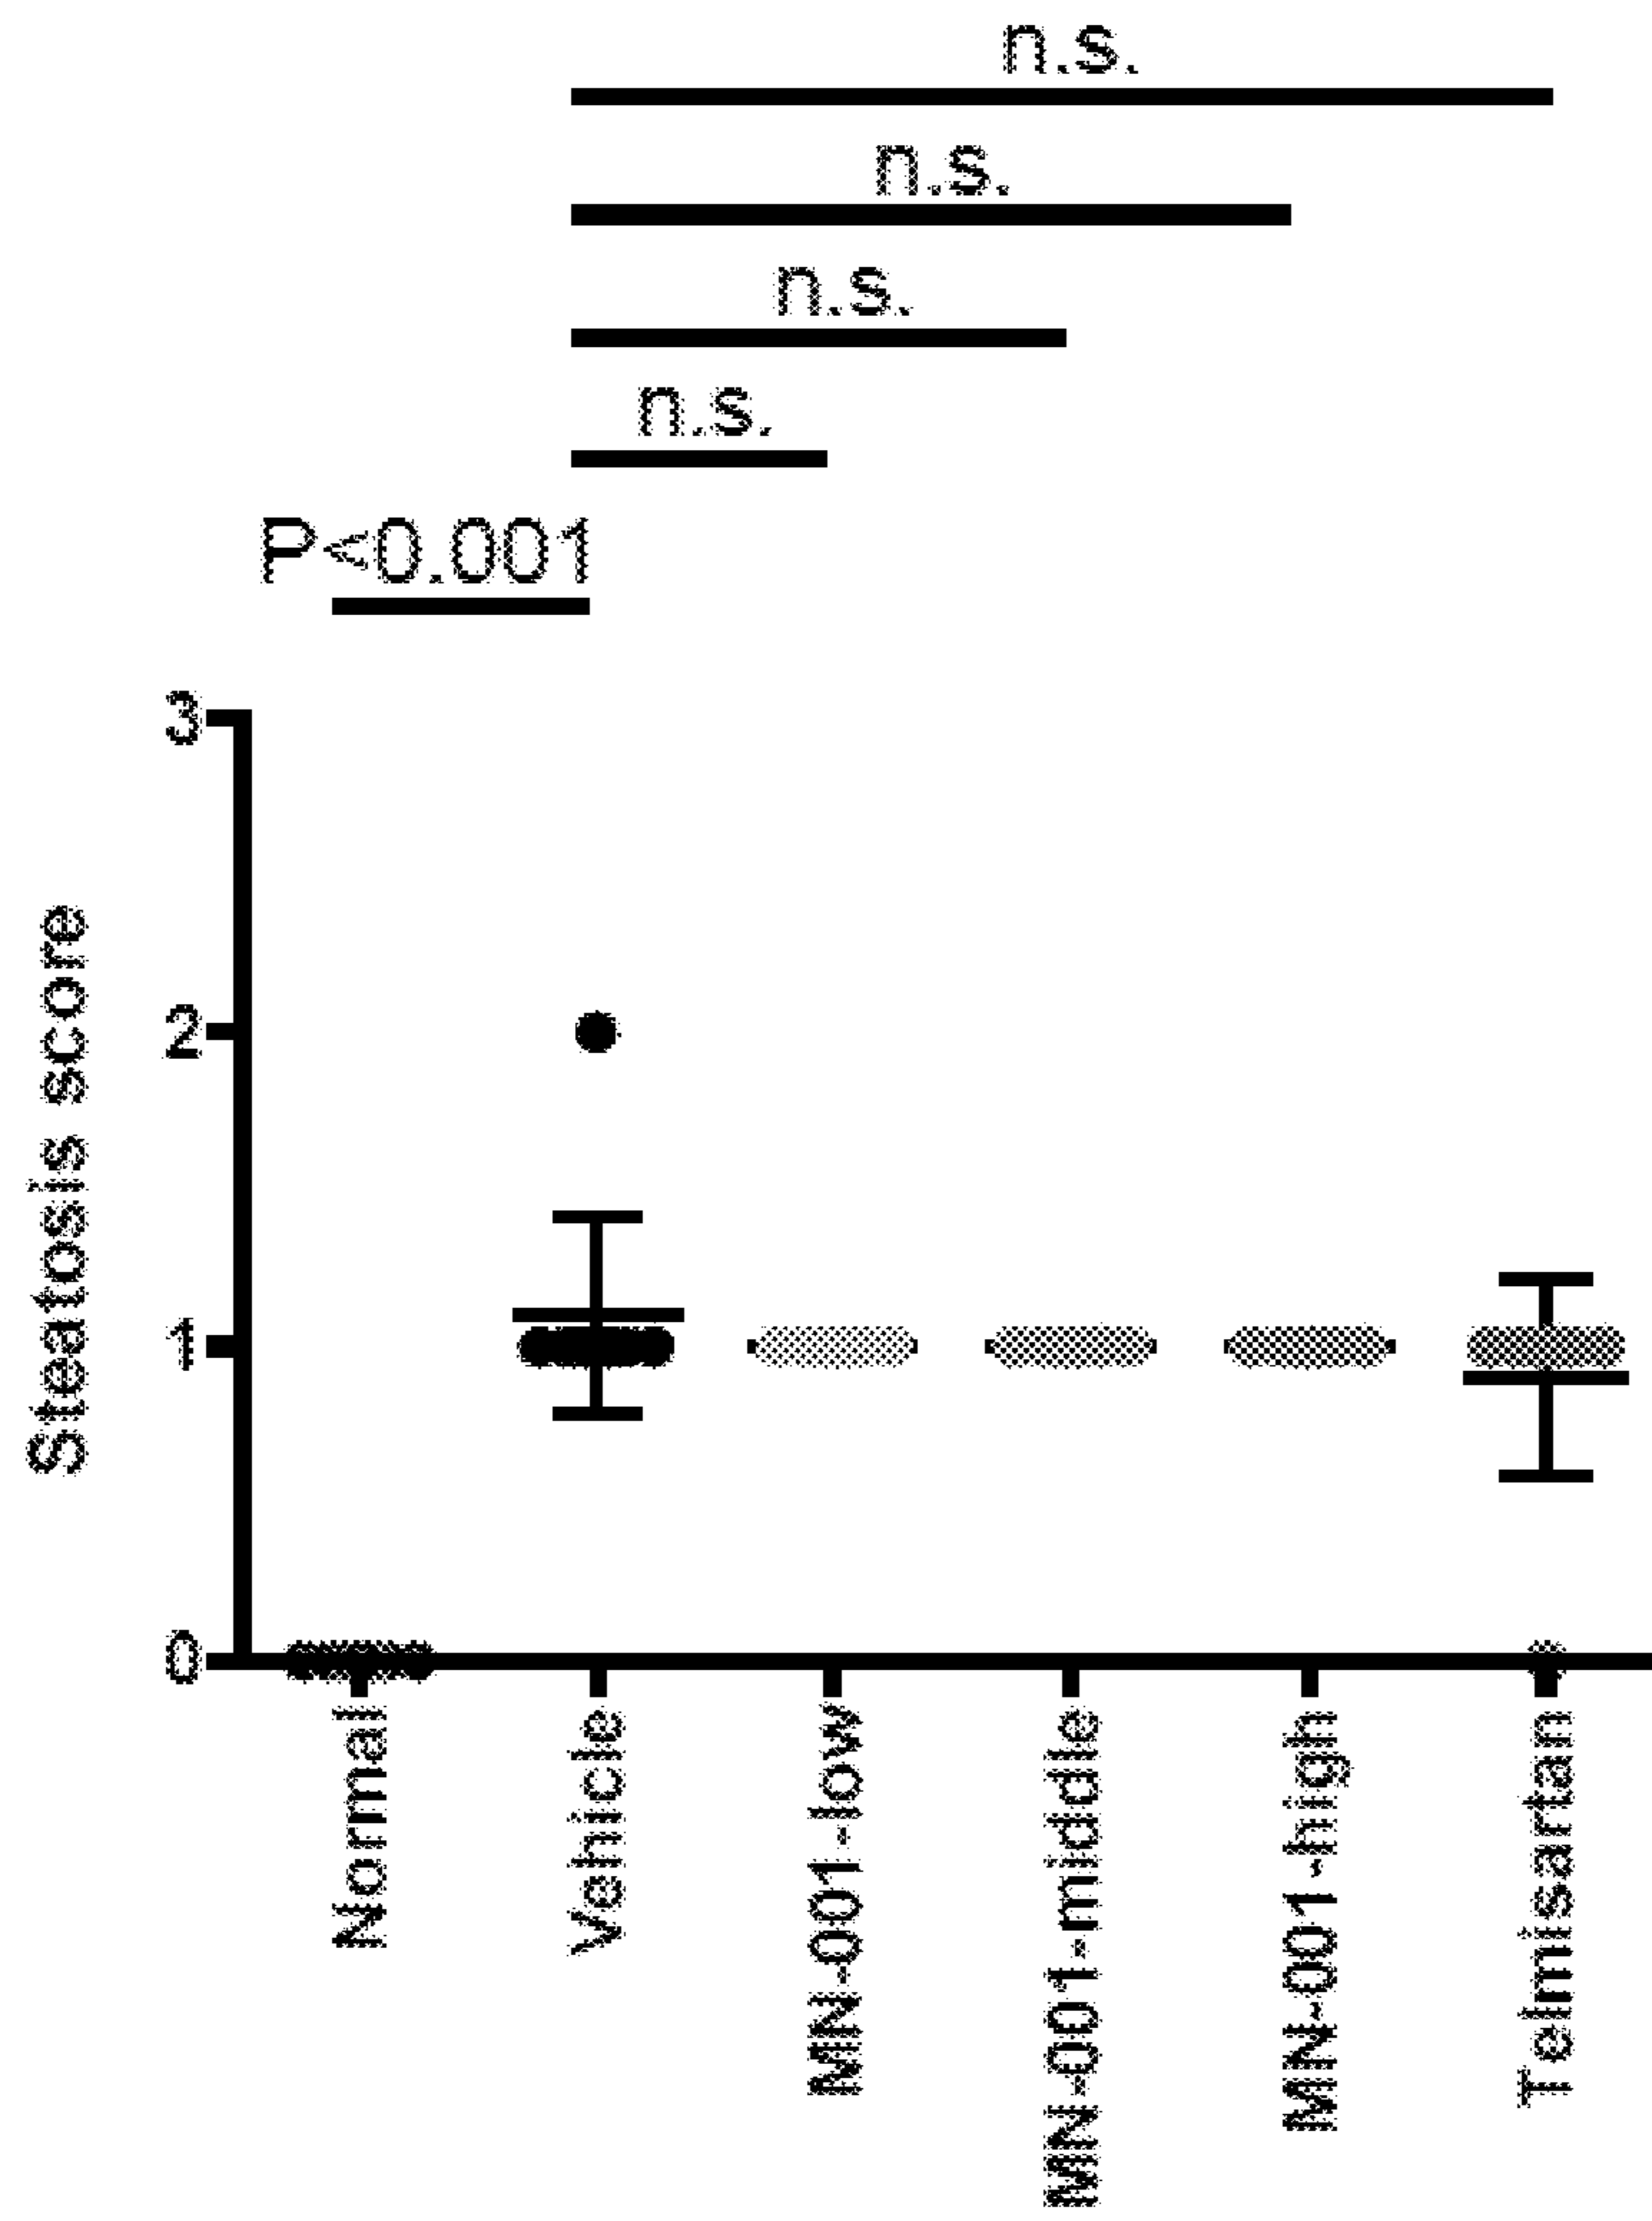 n.s.
n.s.
n.s.
n.s.
P<0.001
3
2
1
0
Steatosis score
Normal
Vehicle
MN-001-low
MN-001-middle
MN-001-high
Telmisartan